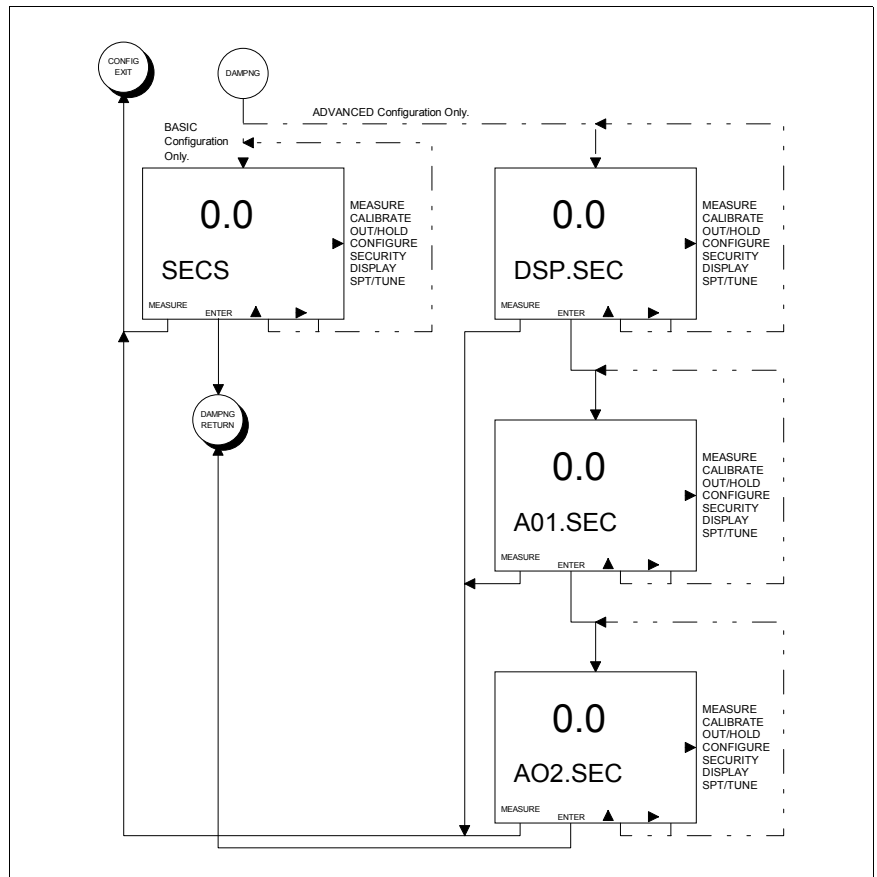 CONFIG
EXIT
DAMPNG
ADVANCED Configuration Only.
BASIC
Configuration
Only.
0.0
SECS
MEASURE
ENTER
MEASURE
CALIBRATE
OUT/HOLD
CONFIGURE
SECURITY
DISPLAY
SPT/TUNE
0.0
DSP.SEC
MEASURE
ENTER
MEASURE
CALIBRATE
OUT/HOLD
CONFIGURE
SECURITY
DISPLAY
SPT/TUNE
DAMPNG
RETURN
0.0
A01.SEC
MEASURE
ENTER
MEASURE
CALIBRATE
OUT/HOLD
CONFIGURE
SECURITY
DISPLAY
SPT/TUNE
0.0
AO2.SEC
MEASURE
ENTER
MEASURE
CALIBRATE
OUT/HOLD
CONFIGURE
SECURITY
DISPLAY
SPT/TUNE